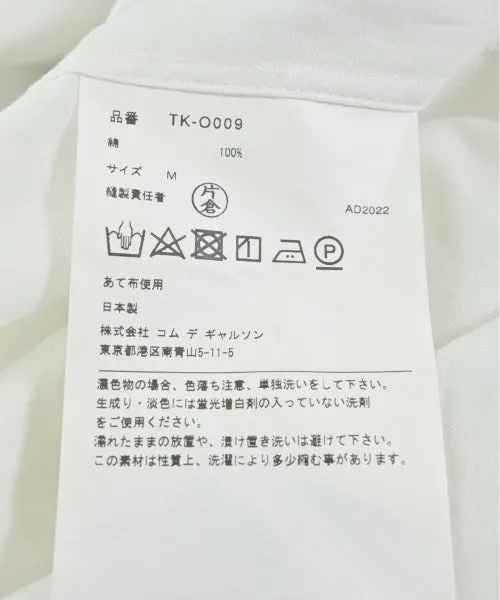 品番 TK-O009
綿 100%
サイズ M
縫製責任者 片倉
AD2022
P
あて布使用
日本製
株式会社 コム デ ギャルソン
東京都港区南青山5-11-5
濃色物の場合、色落ち注意、単独洗いをして下さい。
生成り・淡色には蛍光増白剤の入っていない洗剤
をご使用ください。
濡れたままの放置や、漬け置き洗いは避けて下さい。
この素材は性質上、洗濯により多少縮む事が有ります。